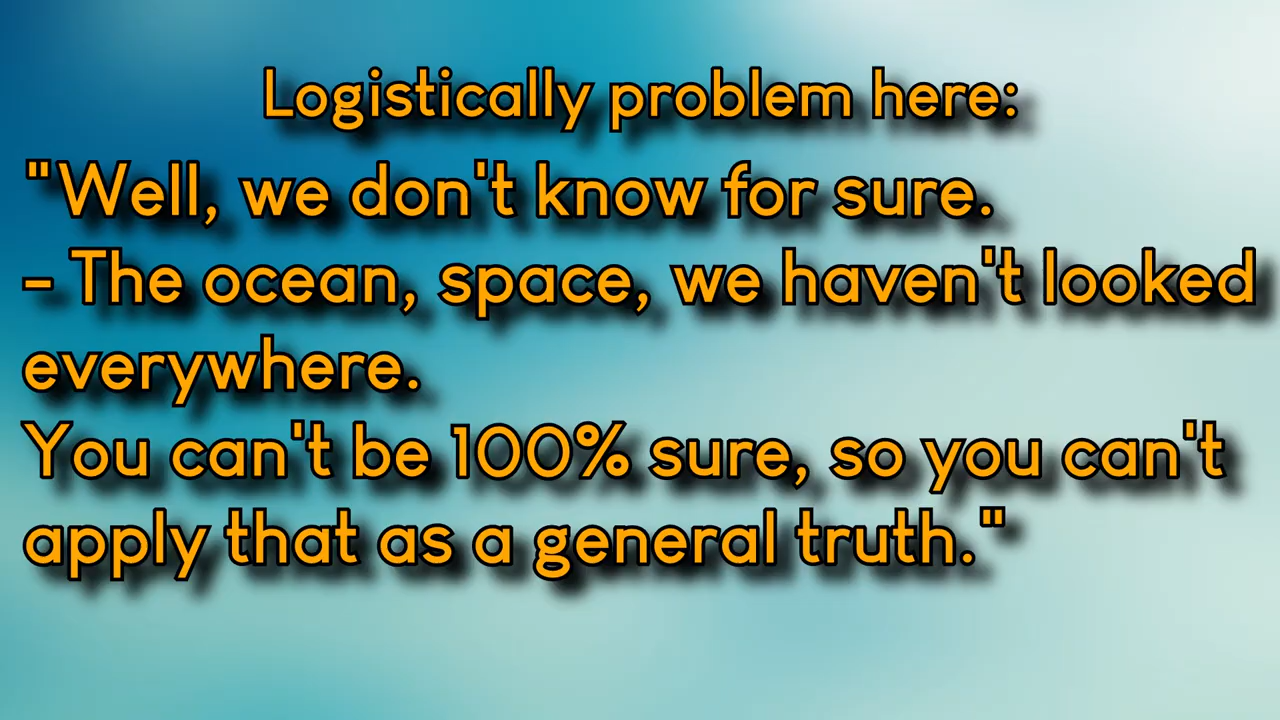 Logistically problem here:
"Well, we don't know for sure.
- The ocean, space, we haven't looked
everywhere.
You can't be 100% sure, so you can't
apply that as a general truth."